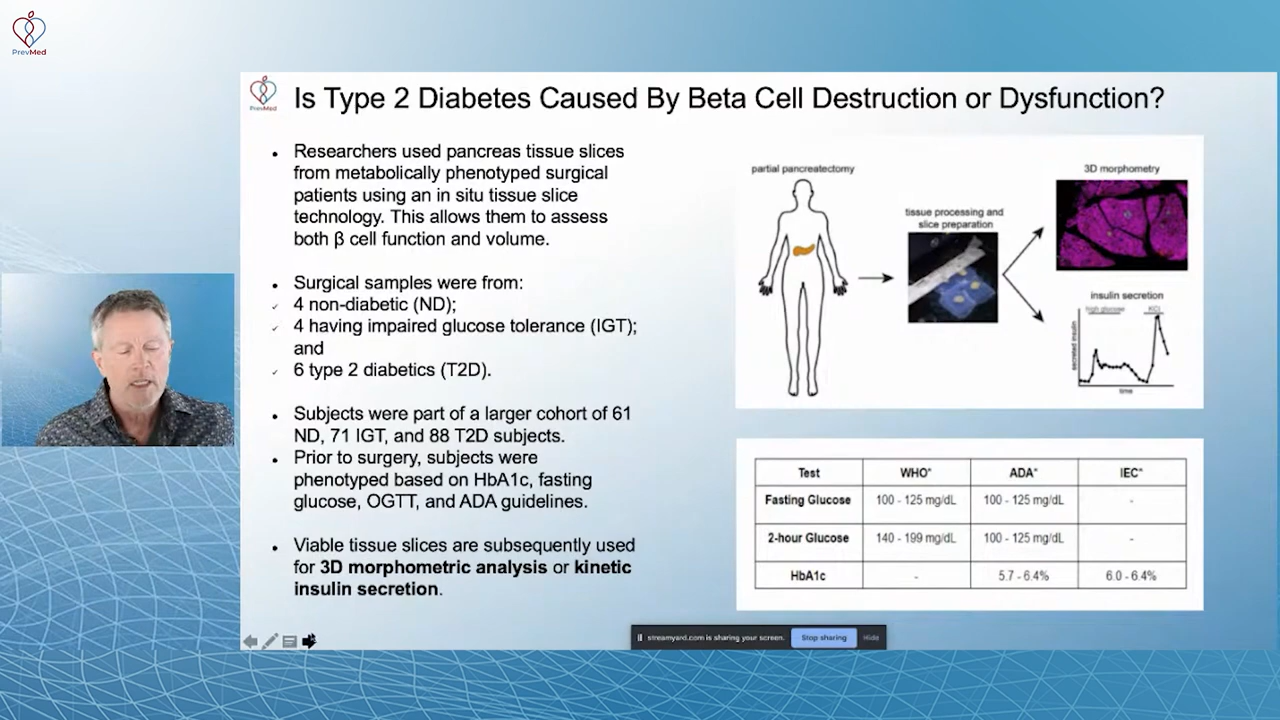 PrevMed
PrevMed
Is Type 2 Diabetes Caused By Beta Cell Destruction or Dysfunction?
• Researchers used pancreas tissue slices
from metabolically phenotyped surgical
patients using an in situ tissue slice
technology. This allows them to assess
both β cell function and volume.
• Surgical samples were from:
✓ 4 non-diabetic (ND);
✓ 4 having impaired glucose tolerance (IGT);
and
✓ 6 type 2 diabetics (T2D).
• Subjects were part of a larger cohort of 61
ND, 71 IGT, and 88 T2D subjects.
• Prior to surgery, subjects were
phenotyped based on HbA1c, fasting
glucose, OGTT, and ADA guidelines.
• Viable tissue slices are subsequently used
for 3D morphometric analysis or kinetic
insulin secretion.
partial pancreatectomy
tissue processing and
slice preparation
3D morphometry
insulin secretion
high glucose KCl
secreted insulin
time
Test WHO* ADA* IEC*
Fasting Glucose 100 - 125 mg/dL 100 - 125 mg/dL -
2-hour Glucose 140 - 199 mg/dL 100 - 125 mg/dL -
HbA1c - 5.7 - 6.4% 6.0 - 6.4%
streamyard.com is sharing your screen. Stop sharing Hide